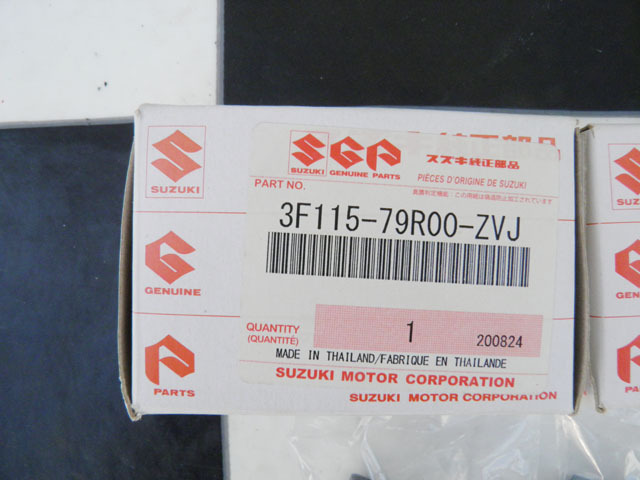 SUZUKI
GENUINE
PARTS
SGP スズキ純正部品
SUZUKI GENUINE PARTS PIÈCES D'ORIGINE DE SUZUKI
PART NO.
3F115-79R00-ZVJ
QUANTITY 1 200824
(QUANTITÉ)
MADE IN THAILAND/FABRIQUE EN THAILANDE
SUZUKI MOTOR CORPORATION
SUZUKI MOTOR CORPORATION